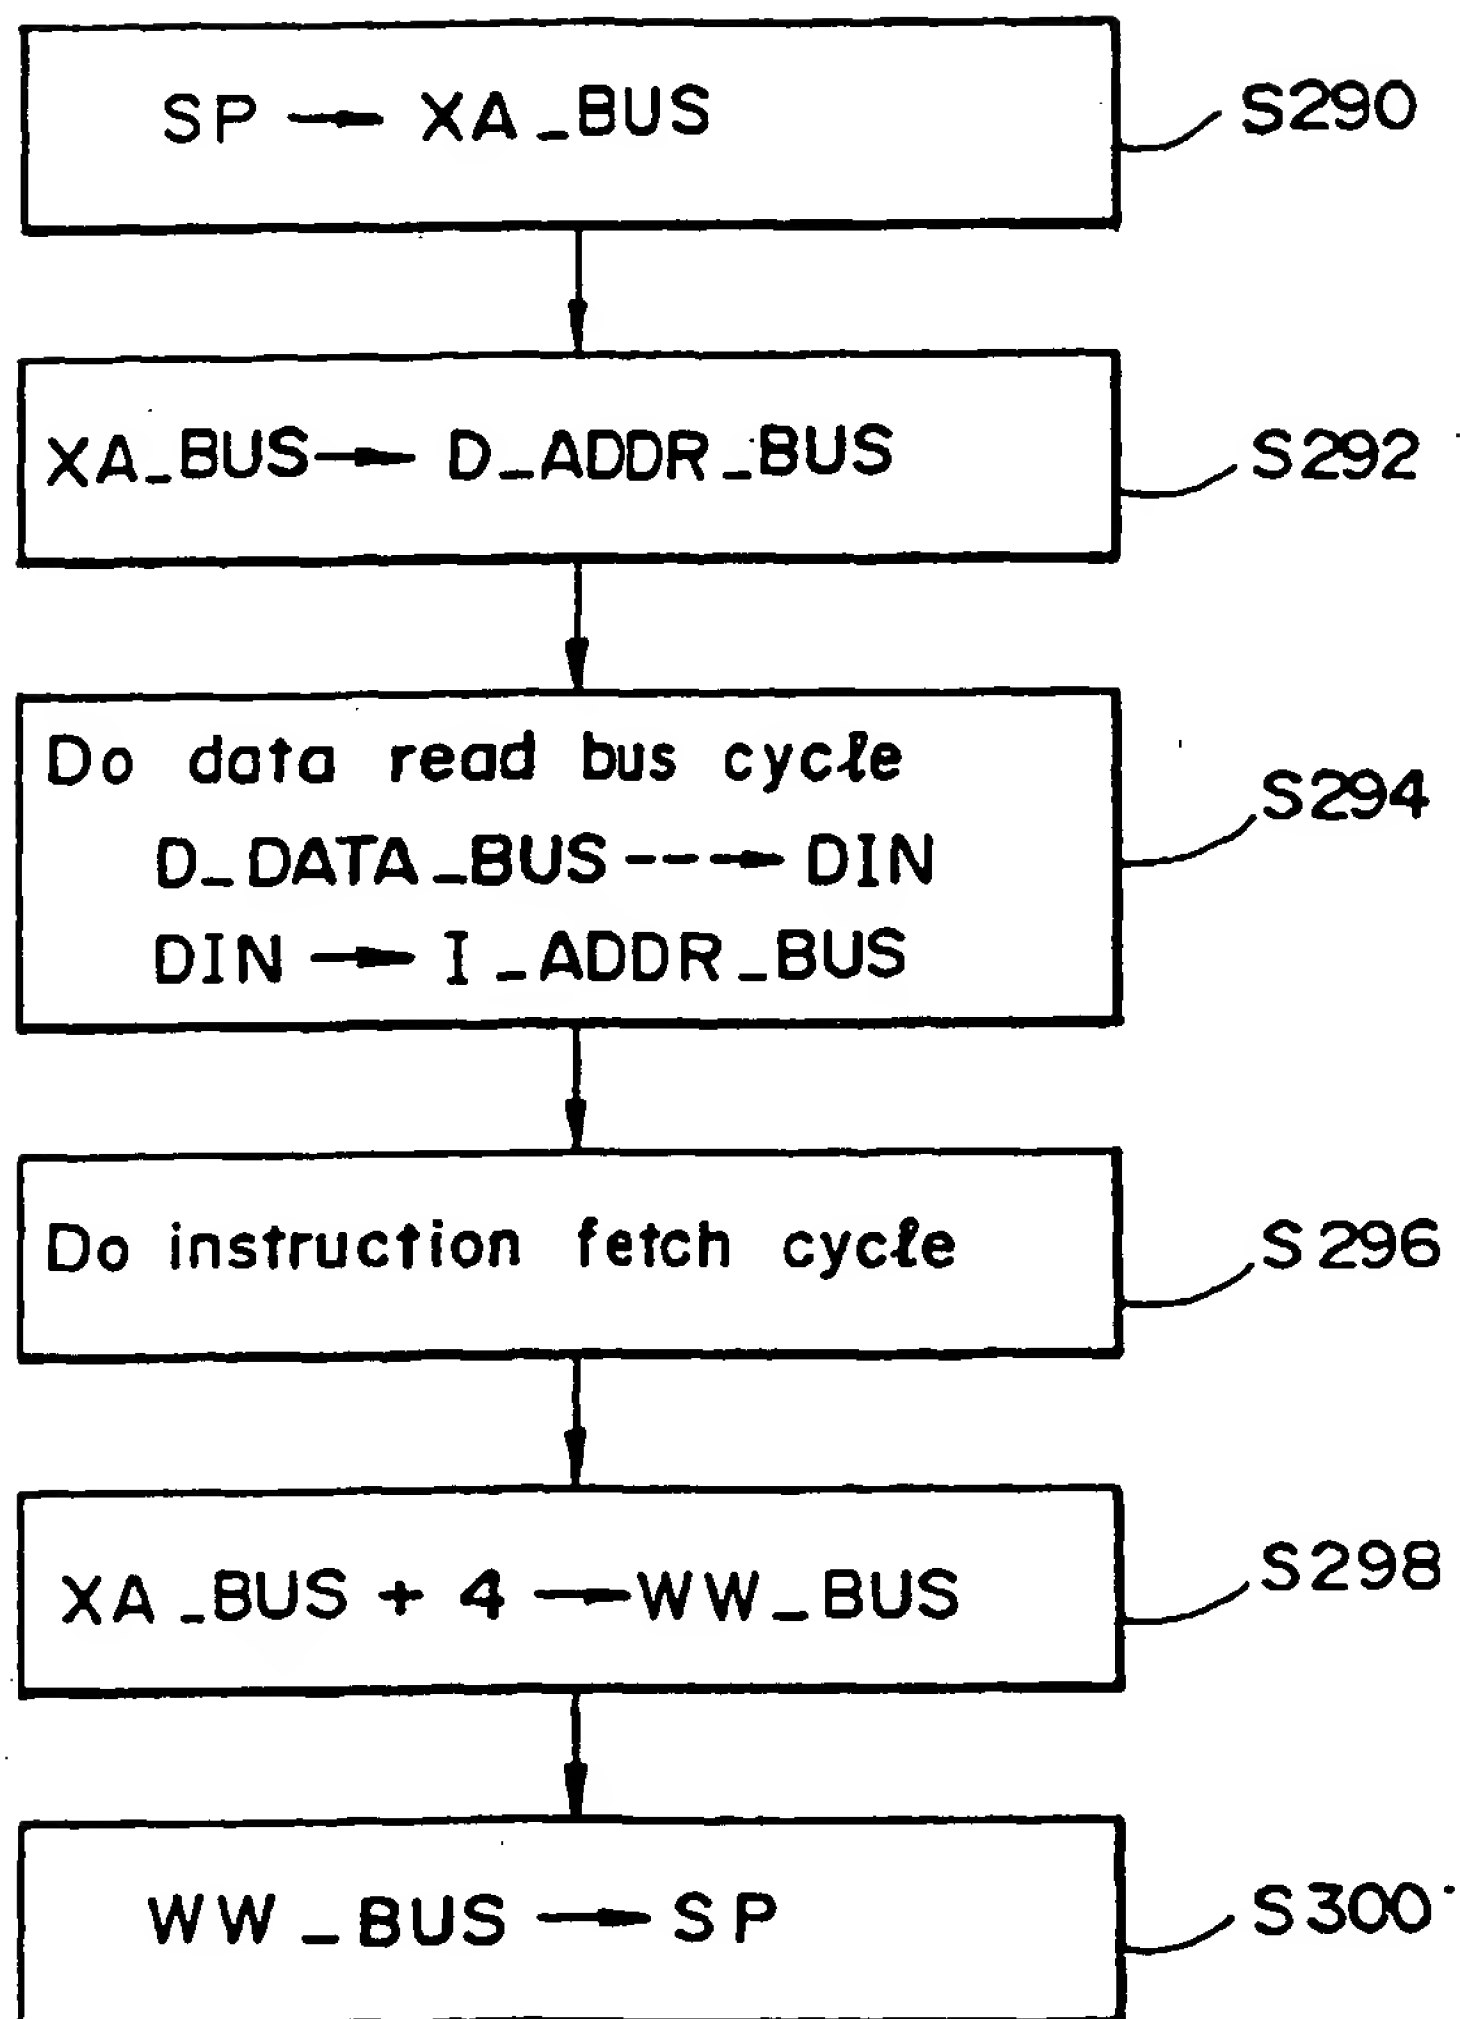 SP → XA_BUS
S290
XA_BUS → D_ADDR_BUS
S292
Do data read bus cycle
D_DATA_BUS ---→ DIN
DIN → I_ADDR_BUS
S294
Do instruction fetch cycle
S296
XA_BUS + 4 → WW_BUS
S298
WW_BUS → SP
S300